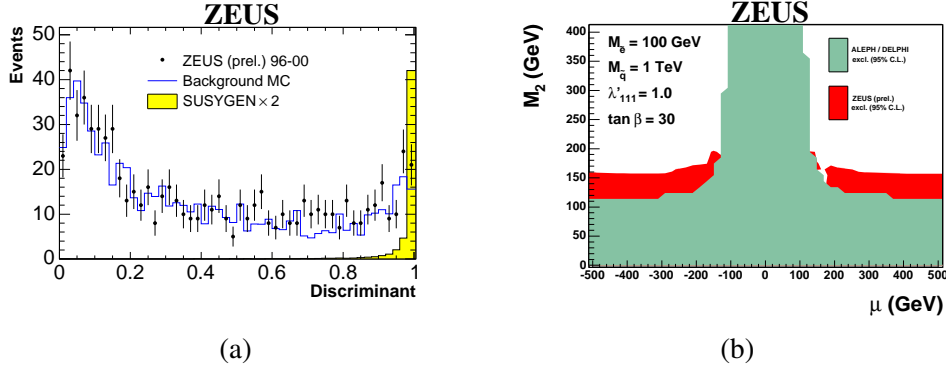 ZEUS
Events
50
40
30
20
10
0
ZEUS (prel.) 96-00
Background MC
SUSYGEN × 2
0 0.2 0.4 0.6 0.8 1
Discriminant
(a)
ZEUS
M₂ (GeV)
400
350
300
250
200
150
100
50
0
M_ẽ = 100 GeV
M_q̃ = 1 TeV
λ'₁₁₁ = 1.0
tan β = 30
ALEPH / DELPHI
excl. (95% C.L.)
ZEUS (prel.)
excl. (95% C.L.)
-500 -400 -300 -200 -100 0 100 200 300 400 500
μ (GeV)
(b)